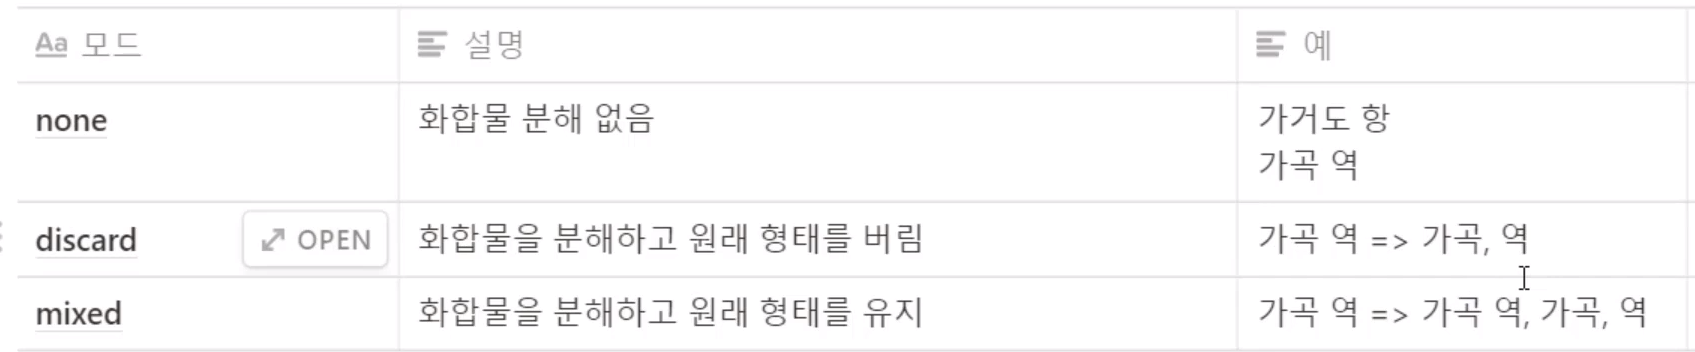 Aa 모드 설명 예
none 화합물 분해 없음 가거도 항
가곡 역
discard OPEN 화합물을 분해하고 원래 형태를 버림 가곡 역 => 가곡, 역
mixed 화합물을 분해하고 원래 형태를 유지 가곡 역 => 가곡 역, 가곡, 역